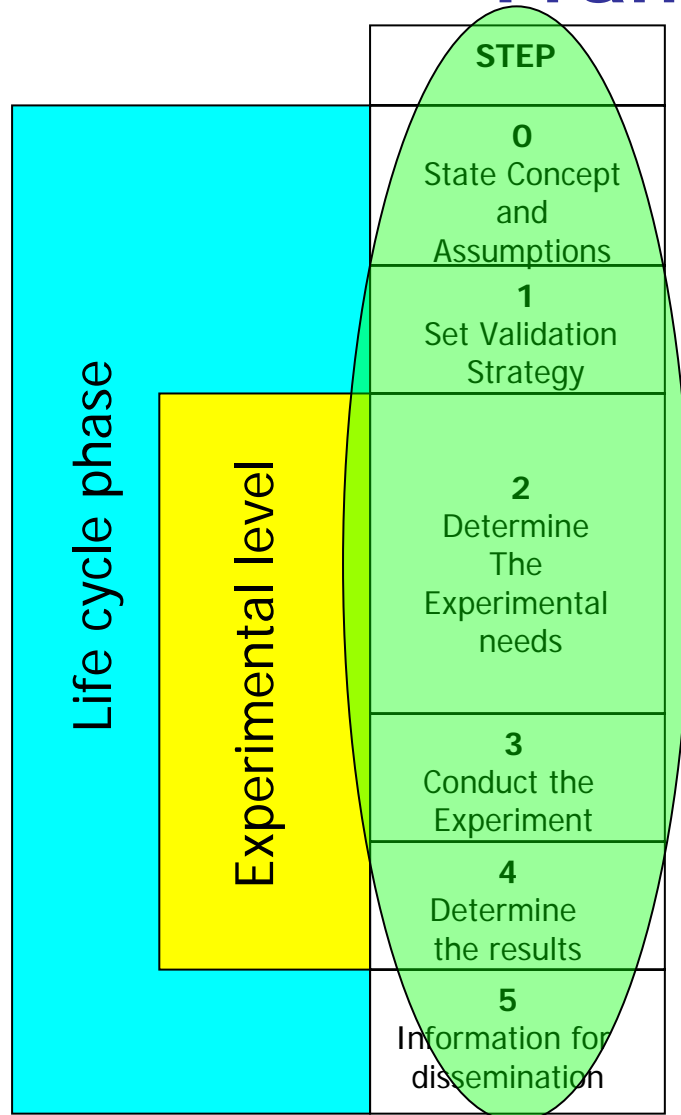 STEP
0
State Concept
and
Assumptions
1
Set Validation
Strategy
2
Determine
The
Experimental
needs
3
Conduct the
Experiment
4
Determine
the results
5
Information for
dissemination
Life cycle phase
Experimental level